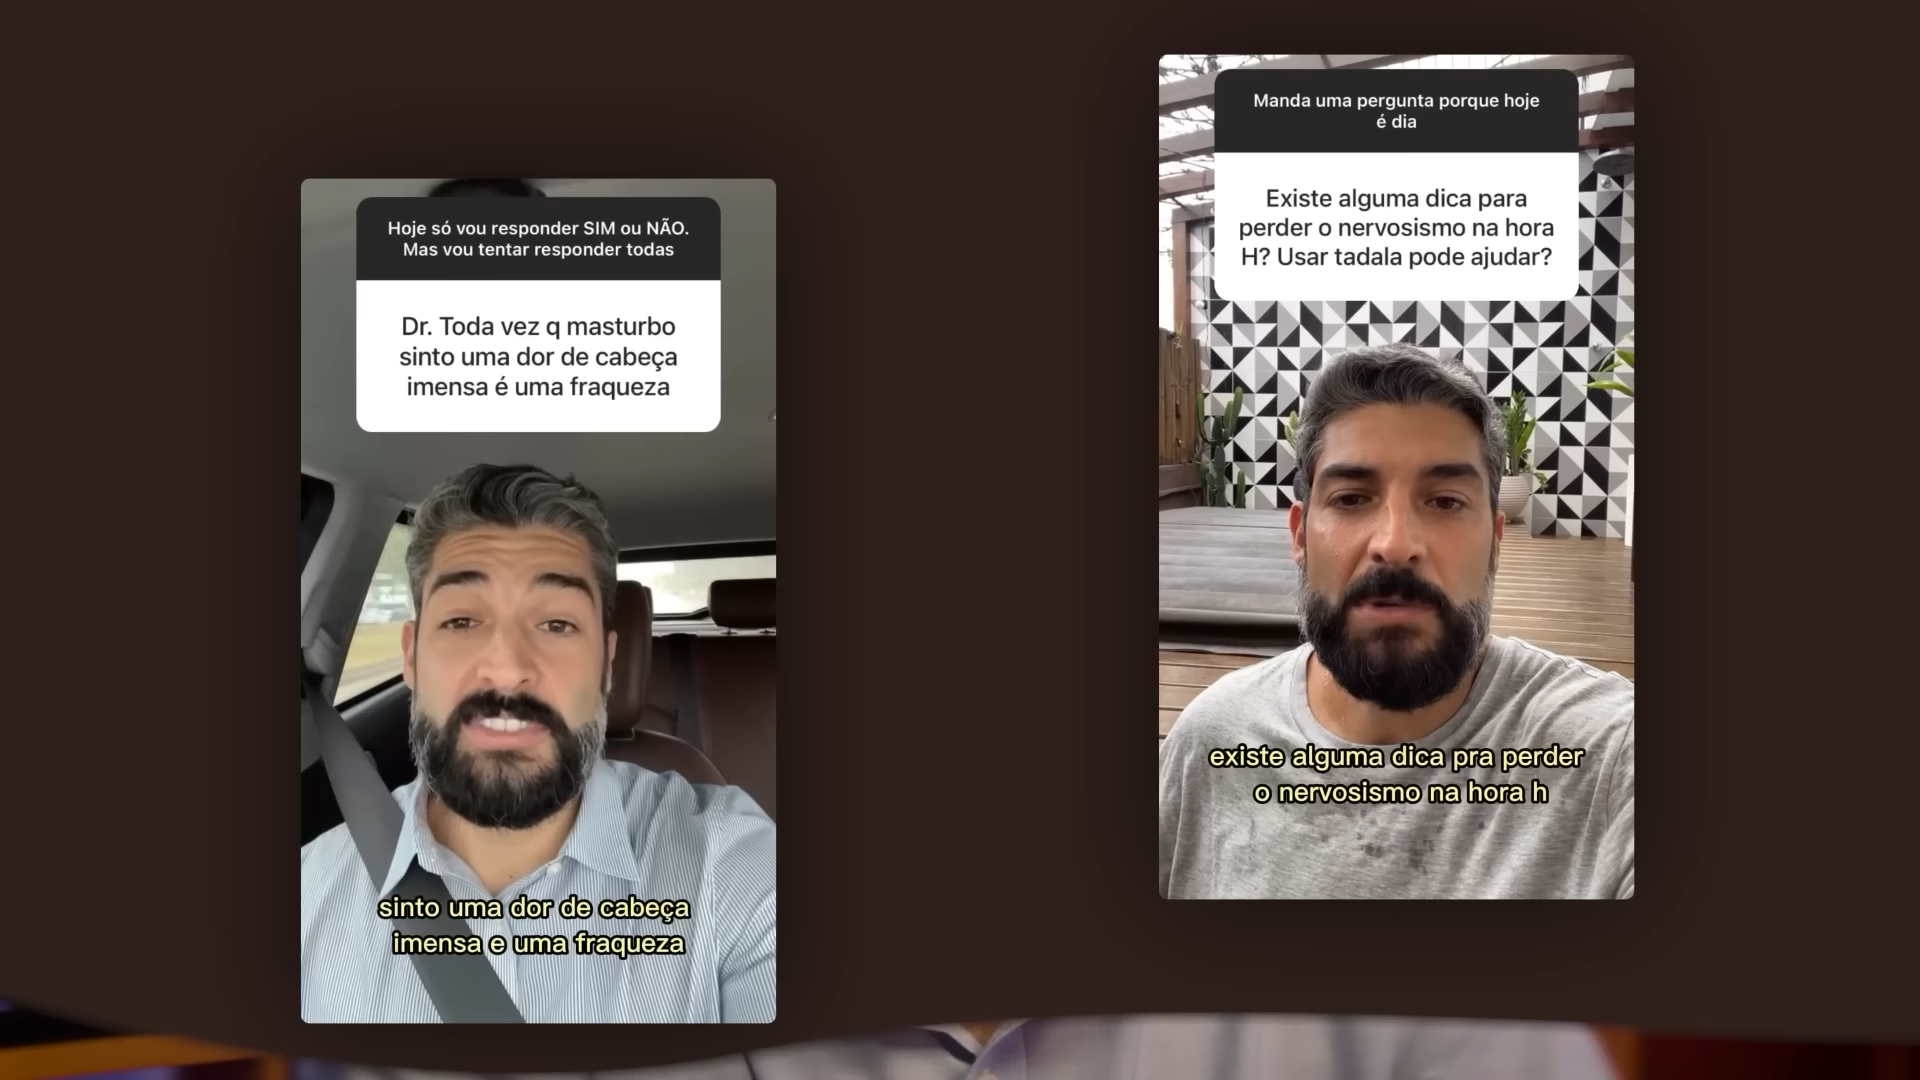 Hoje só vou responder SIM ou NÃO.
Mas vou tentar responder todas
Dr. Toda vez q masturbo
sinto uma dor de cabeça
imensa é uma fraqueza
sinto uma dor de cabeça
imensa e uma fraqueza
Manda uma pergunta porque hoje
é dia
Existe alguma dica para
perder o nervosismo na hora
H? Usar tadala pode ajudar?
existe alguma dica pra perder
o nervosismo na hora h